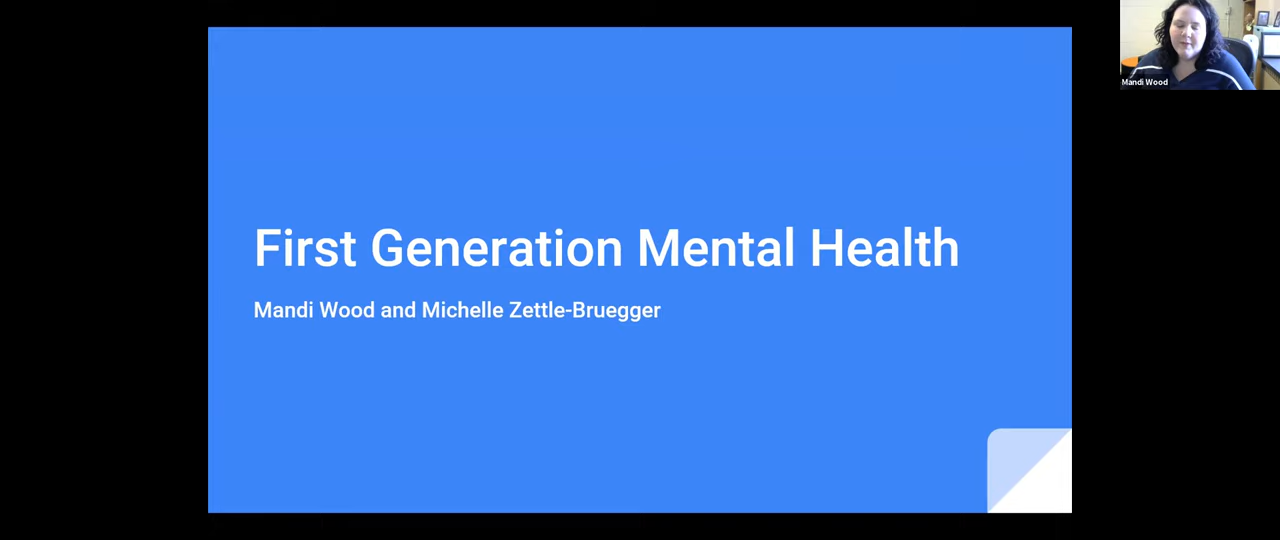 First Generation Mental Health
Mandi Wood and Michelle Zettle-Bruegger
Mandi Wood